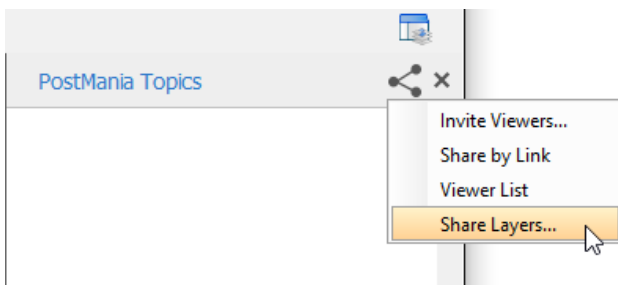 PostMania Topics
Invite Viewers...
Share by Link
Viewer List
Share Layers...